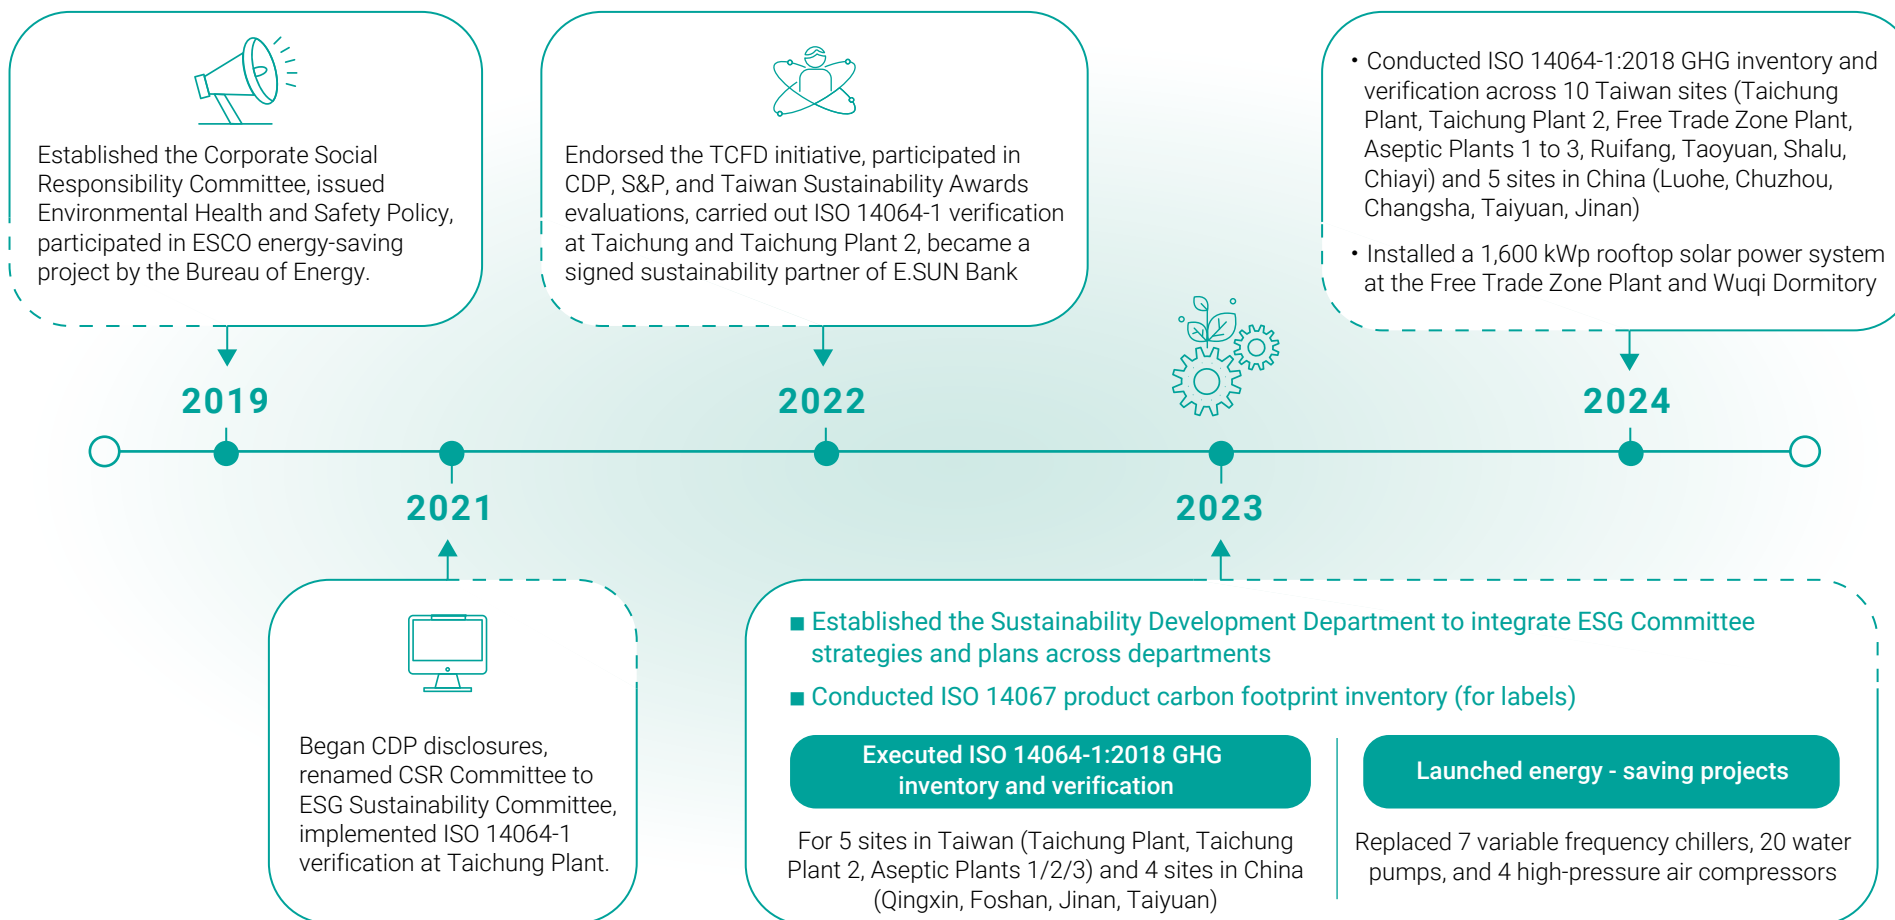 Established the Corporate Social
Responsibility Committee, issued
Environmental Health and Safety Policy,
participated in ESCO energy-saving
project by the Bureau of Energy.
2019
Began CDP disclosures,
renamed CSR Committee to
ESG Sustainability Committee,
implemented ISO 14064-1
verification at Taichung Plant.
2021
Endorsed the TCFD initiative, participated in
CDP, S&P, and Taiwan Sustainability Awards
evaluations, carried out ISO 14064-1 verification
at Taichung and Taichung Plant 2, became a
signed sustainability partner of E.SUN Bank
2022
2023
■ Established the Sustainability Development Department to integrate ESG Committee
strategies and plans across departments
■ Conducted ISO 14067 product carbon footprint inventory (for labels)
Executed ISO 14064-1:2018 GHG
inventory and verification
For 5 sites in Taiwan (Taichung Plant, Taichung
Plant 2, Aseptic Plants 1/2/3) and 4 sites in China
(Qingxin, Foshan, Jinan, Taiyuan)
Launched energy - saving projects
Replaced 7 variable frequency chillers, 20 water
pumps, and 4 high-pressure air compressors
• Conducted ISO 14064-1:2018 GHG inventory and
verification across 10 Taiwan sites (Taichung
Plant, Taichung Plant 2, Free Trade Zone Plant,
Aseptic Plants 1 to 3, Ruifang, Taoyuan, Shalu,
Chiayi) and 5 sites in China (Luohe, Chuzhou,
Changsha, Taiyuan, Jinan)
• Installed a 1,600 kWp rooftop solar power system
at the Free Trade Zone Plant and Wuqi Dormitory
2024